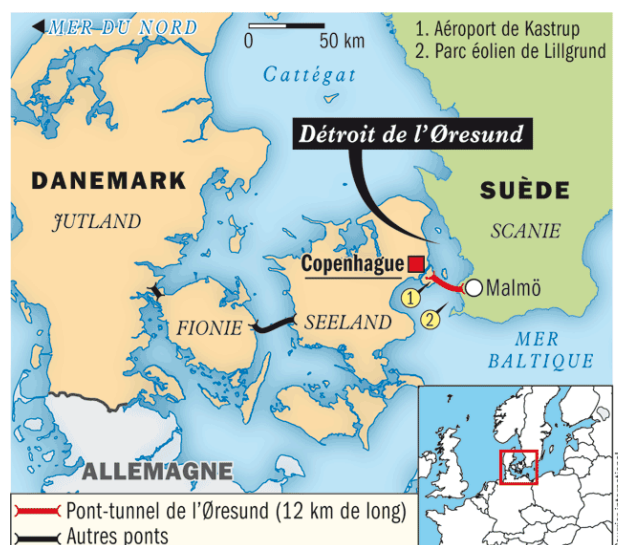 MER DU NORD
0 50 km
1. Aéroport de Kastrup
2. Parc éolien de Lillgrund
Cattégat
Détroit de l'Øresund
DANEMARK
JUTLAND
SUÈDE
SCANIE
Copenhague
Malmö
1
2
FIONIE
SEELAND
MER
BALTIQUE
ALLEMAGNE
Pont-tunnel de l'Øresund (12 km de long)
Autres ponts